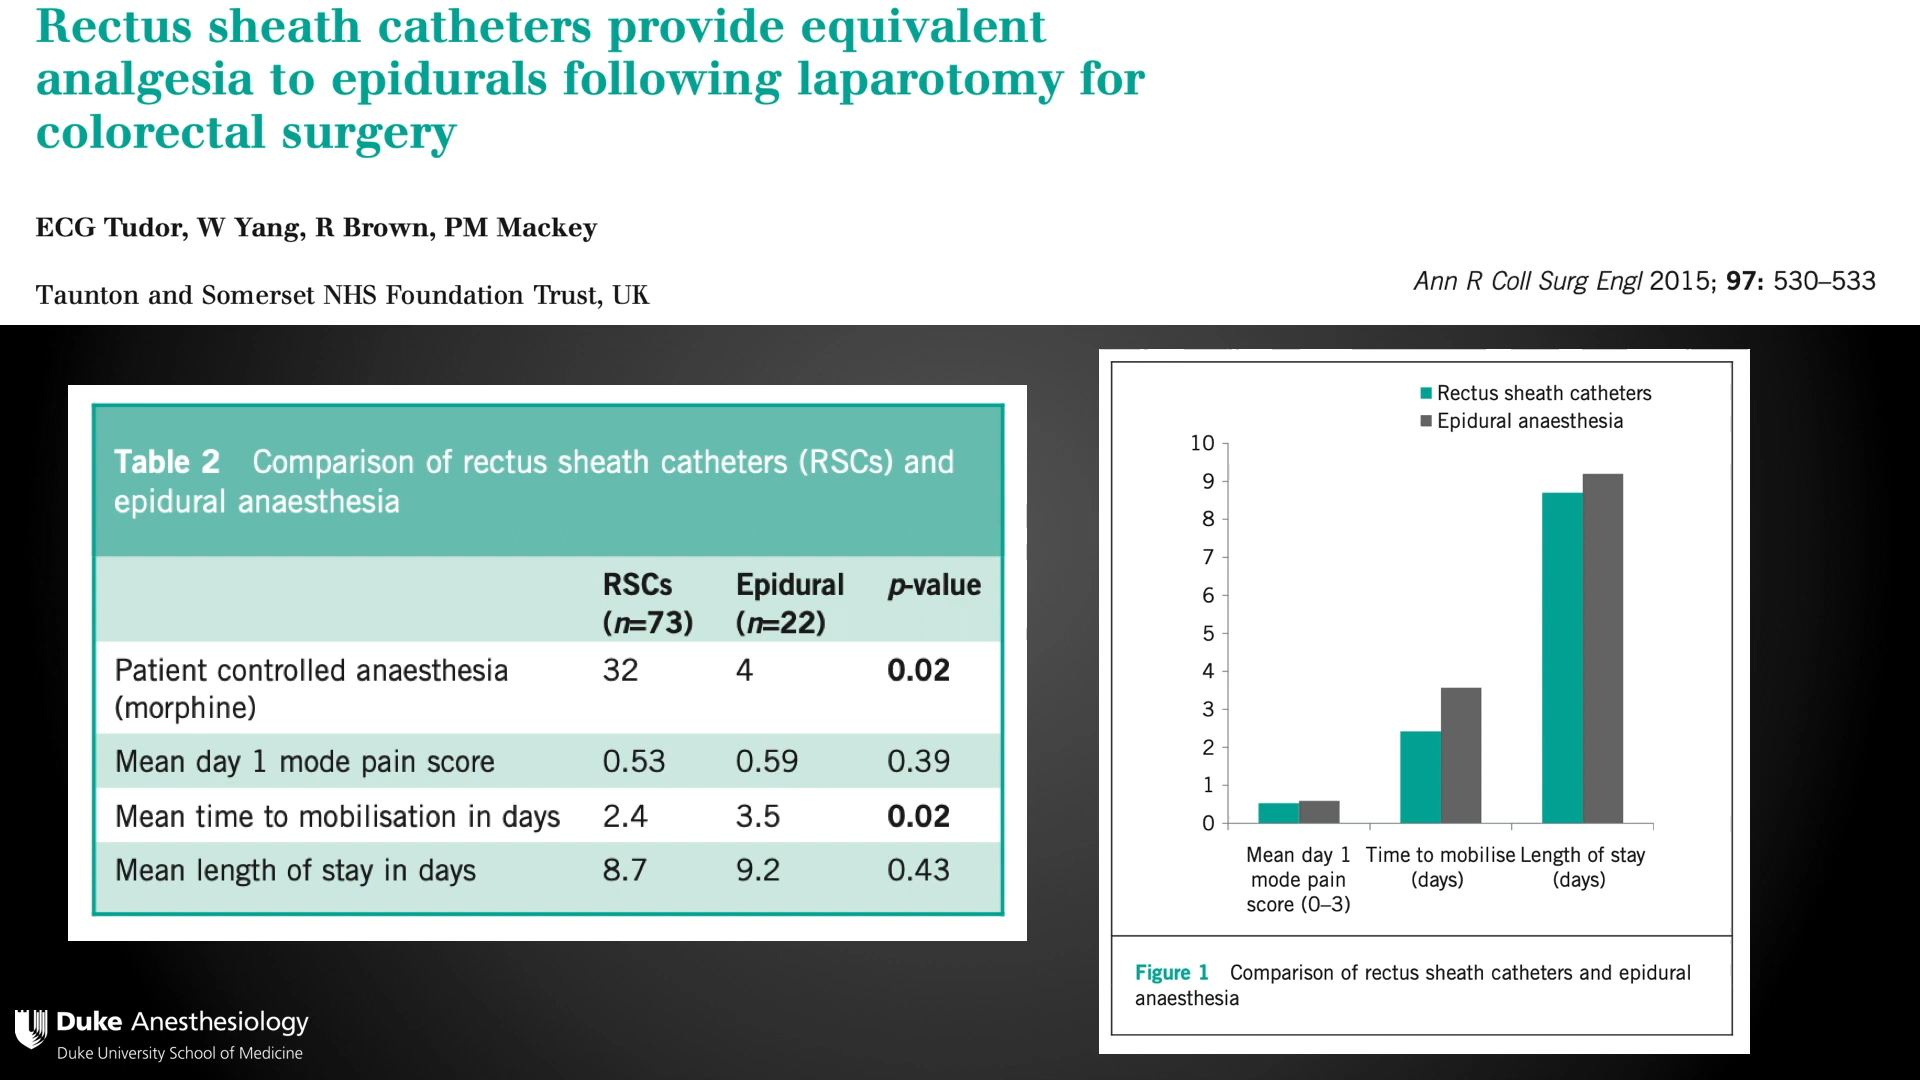 Rectus sheath catheters provide equivalent
analgesia to epidurals following laparotomy for
colorectal surgery
ECG Tudor, W Yang, R Brown, PM Mackey
Taunton and Somerset NHS Foundation Trust, UK
Ann R Coll Surg Engl 2015; 97: 530–533
Table 2 Comparison of rectus sheath catheters (RSCs) and
epidural anaesthesia
RSCs Epidural p-value
(n=73) (n=22)
Patient controlled anaesthesia 32 4 0.02
(morphine)
Mean day 1 mode pain score 0.53 0.59 0.39
Mean time to mobilisation in days 2.4 3.5 0.02
Mean length of stay in days 8.7 9.2 0.43
Rectus sheath catheters
Epidural anaesthesia
10
9
8
7
6
5
4
3
2
1
0
Mean day 1 Time to mobilise Length of stay
mode pain (days) (days)
score (0–3)
Figure 1 Comparison of rectus sheath catheters and epidural
anaesthesia
Duke Anesthesiology
Duke University School of Medicine